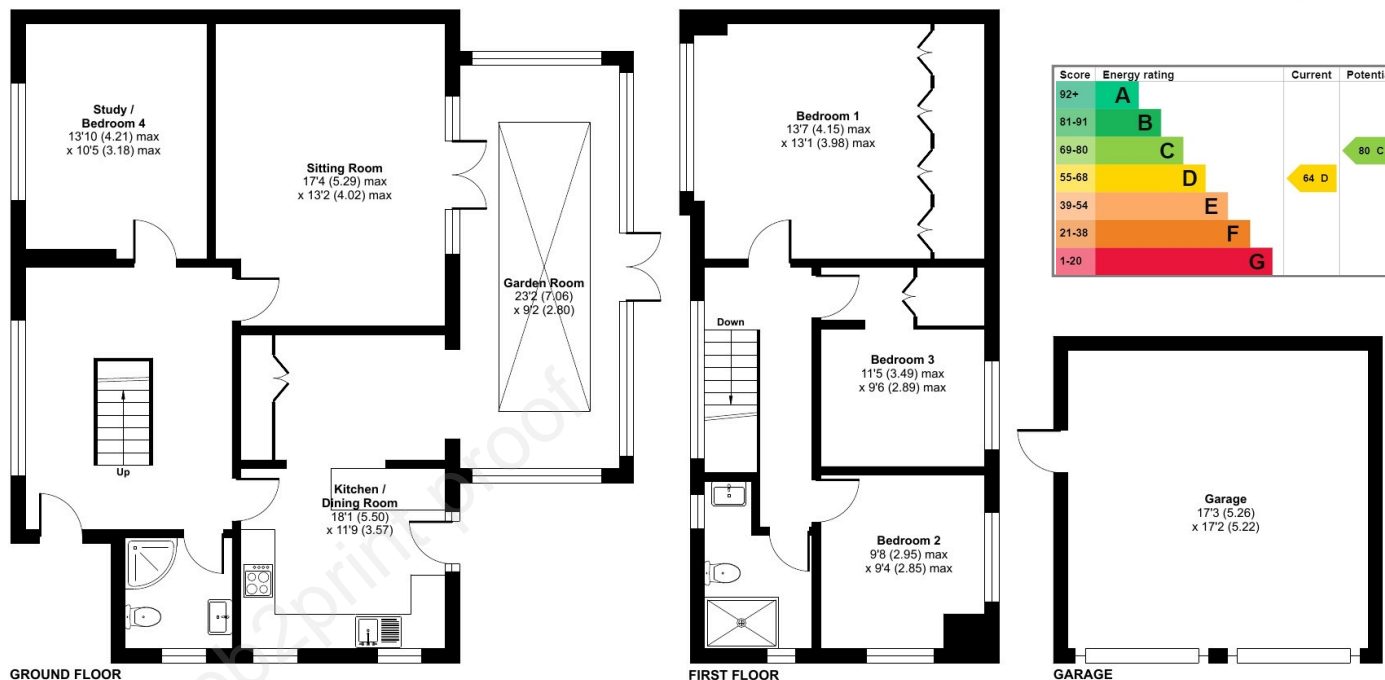 Study /
Bedroom 4
13'10 (4.21) max
x 10'5 (3.18) max
Sitting Room
17'4 (5.29) max
x 13'2 (4.02) max
Garden Room
23'2 (7.06)
x 9'2 (2.80)
Up
Kitchen /
Dining Room
18'1 (5.50)
x 11'9 (3.57)
GROUND FLOOR
Bedroom 1
13'7 (4.15) max
x 13'1 (3.98) max
Down
Bedroom 3
11'5 (3.49) max
x 9'6 (2.89) max
Bedroom 2
9'8 (2.95) max
x 9'4 (2.85) max
FIRST FLOOR
Score Energy rating Current Potenti
92+ A
81-91 B
69-80 C 80 C
55-68 D 64 D
39-54 E
21-38 F
1-20 G
Garage
17'3 (5.26)
x 17'2 (5.22)
GARAGE
b2print proof